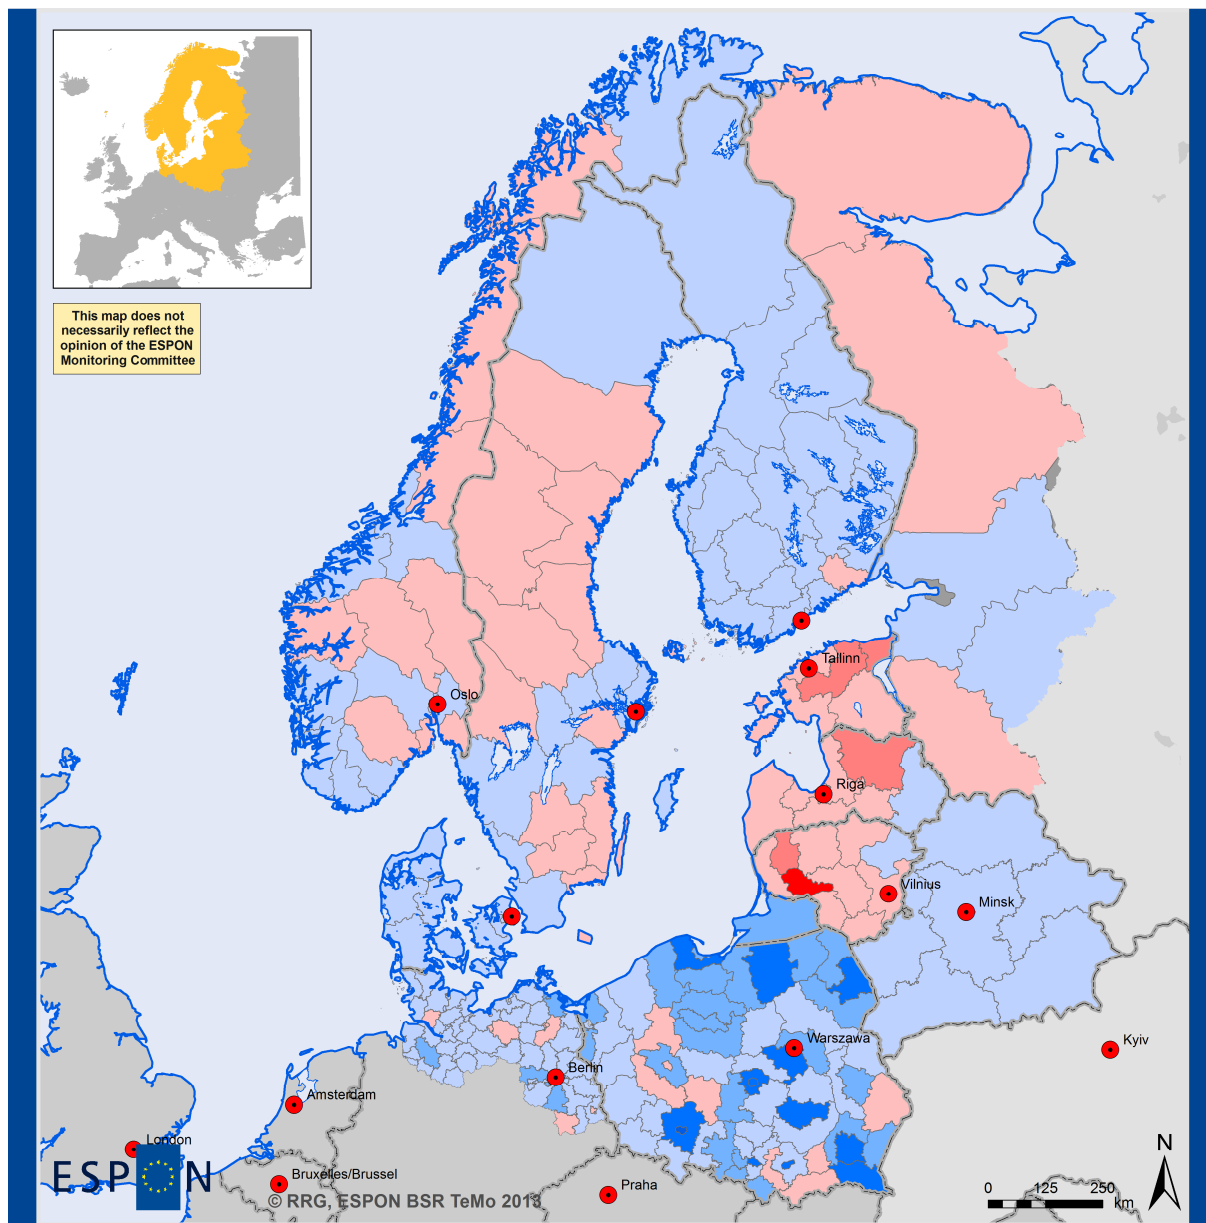 This map does not
necessarily reflect the
opinion of the ESPON
Monitoring Committee
Oslo
Tallinn
Riga
Vilnius
Minsk
Warszawa
Kyiv
Berlin
Amsterdam
London
Bruxelles/Brussel
Praha
ESPON
© RRG, ESPON BSR TeMo 2013
N
0 125 250
km